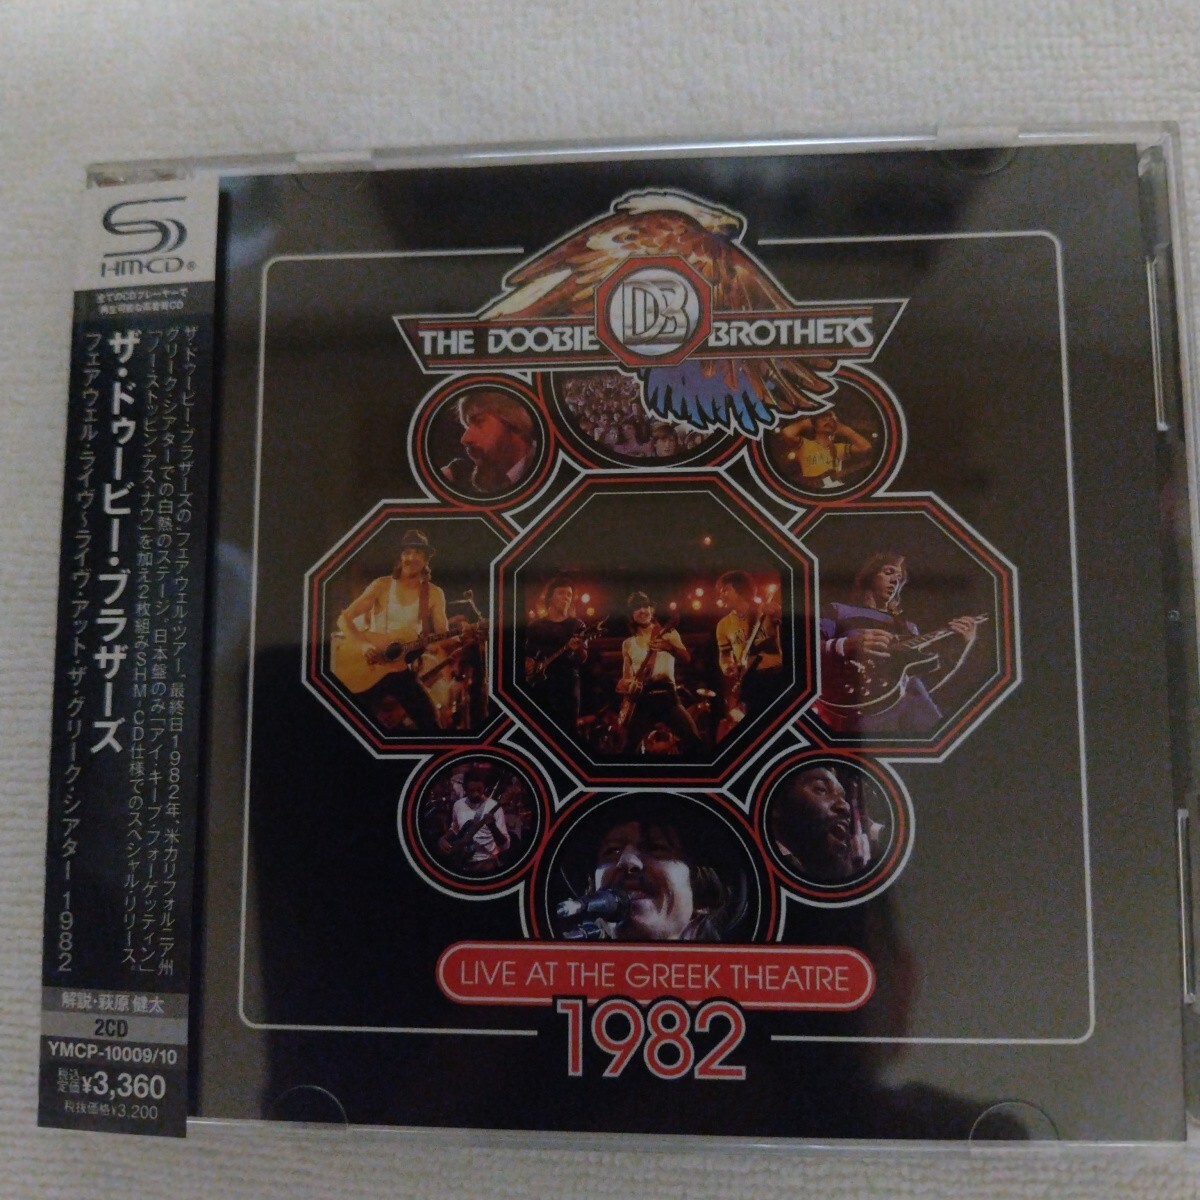 SHM-CD®
全てのCDプレーヤーで
再生可能な高音質CD
ザ・ドゥービー・ブラザーズの“フェアウェル・ツアー”最終日1982年、米カリフォルニア州
グリーク・シアターでの白熱のステージ。日本盤のみ「アイ・キープ・フォーゲッティン」
「ノー・ストッピン・アス・ナウ」を加え2枚組みSHM-CD仕様でのスペシャル・リリース。
ザ・ドゥービー・ブラザーズ
フェアウェル・ライヴ〜ライヴ・アット・ザ・グリーク・シアター 1982
解説・萩原 健太
2CD
YMCP-10009/10
税込定価¥3,360
税抜価格¥3,200
THE DOOBIE DB BROTHERS
LIVE AT THE GREEK THEATRE
1982